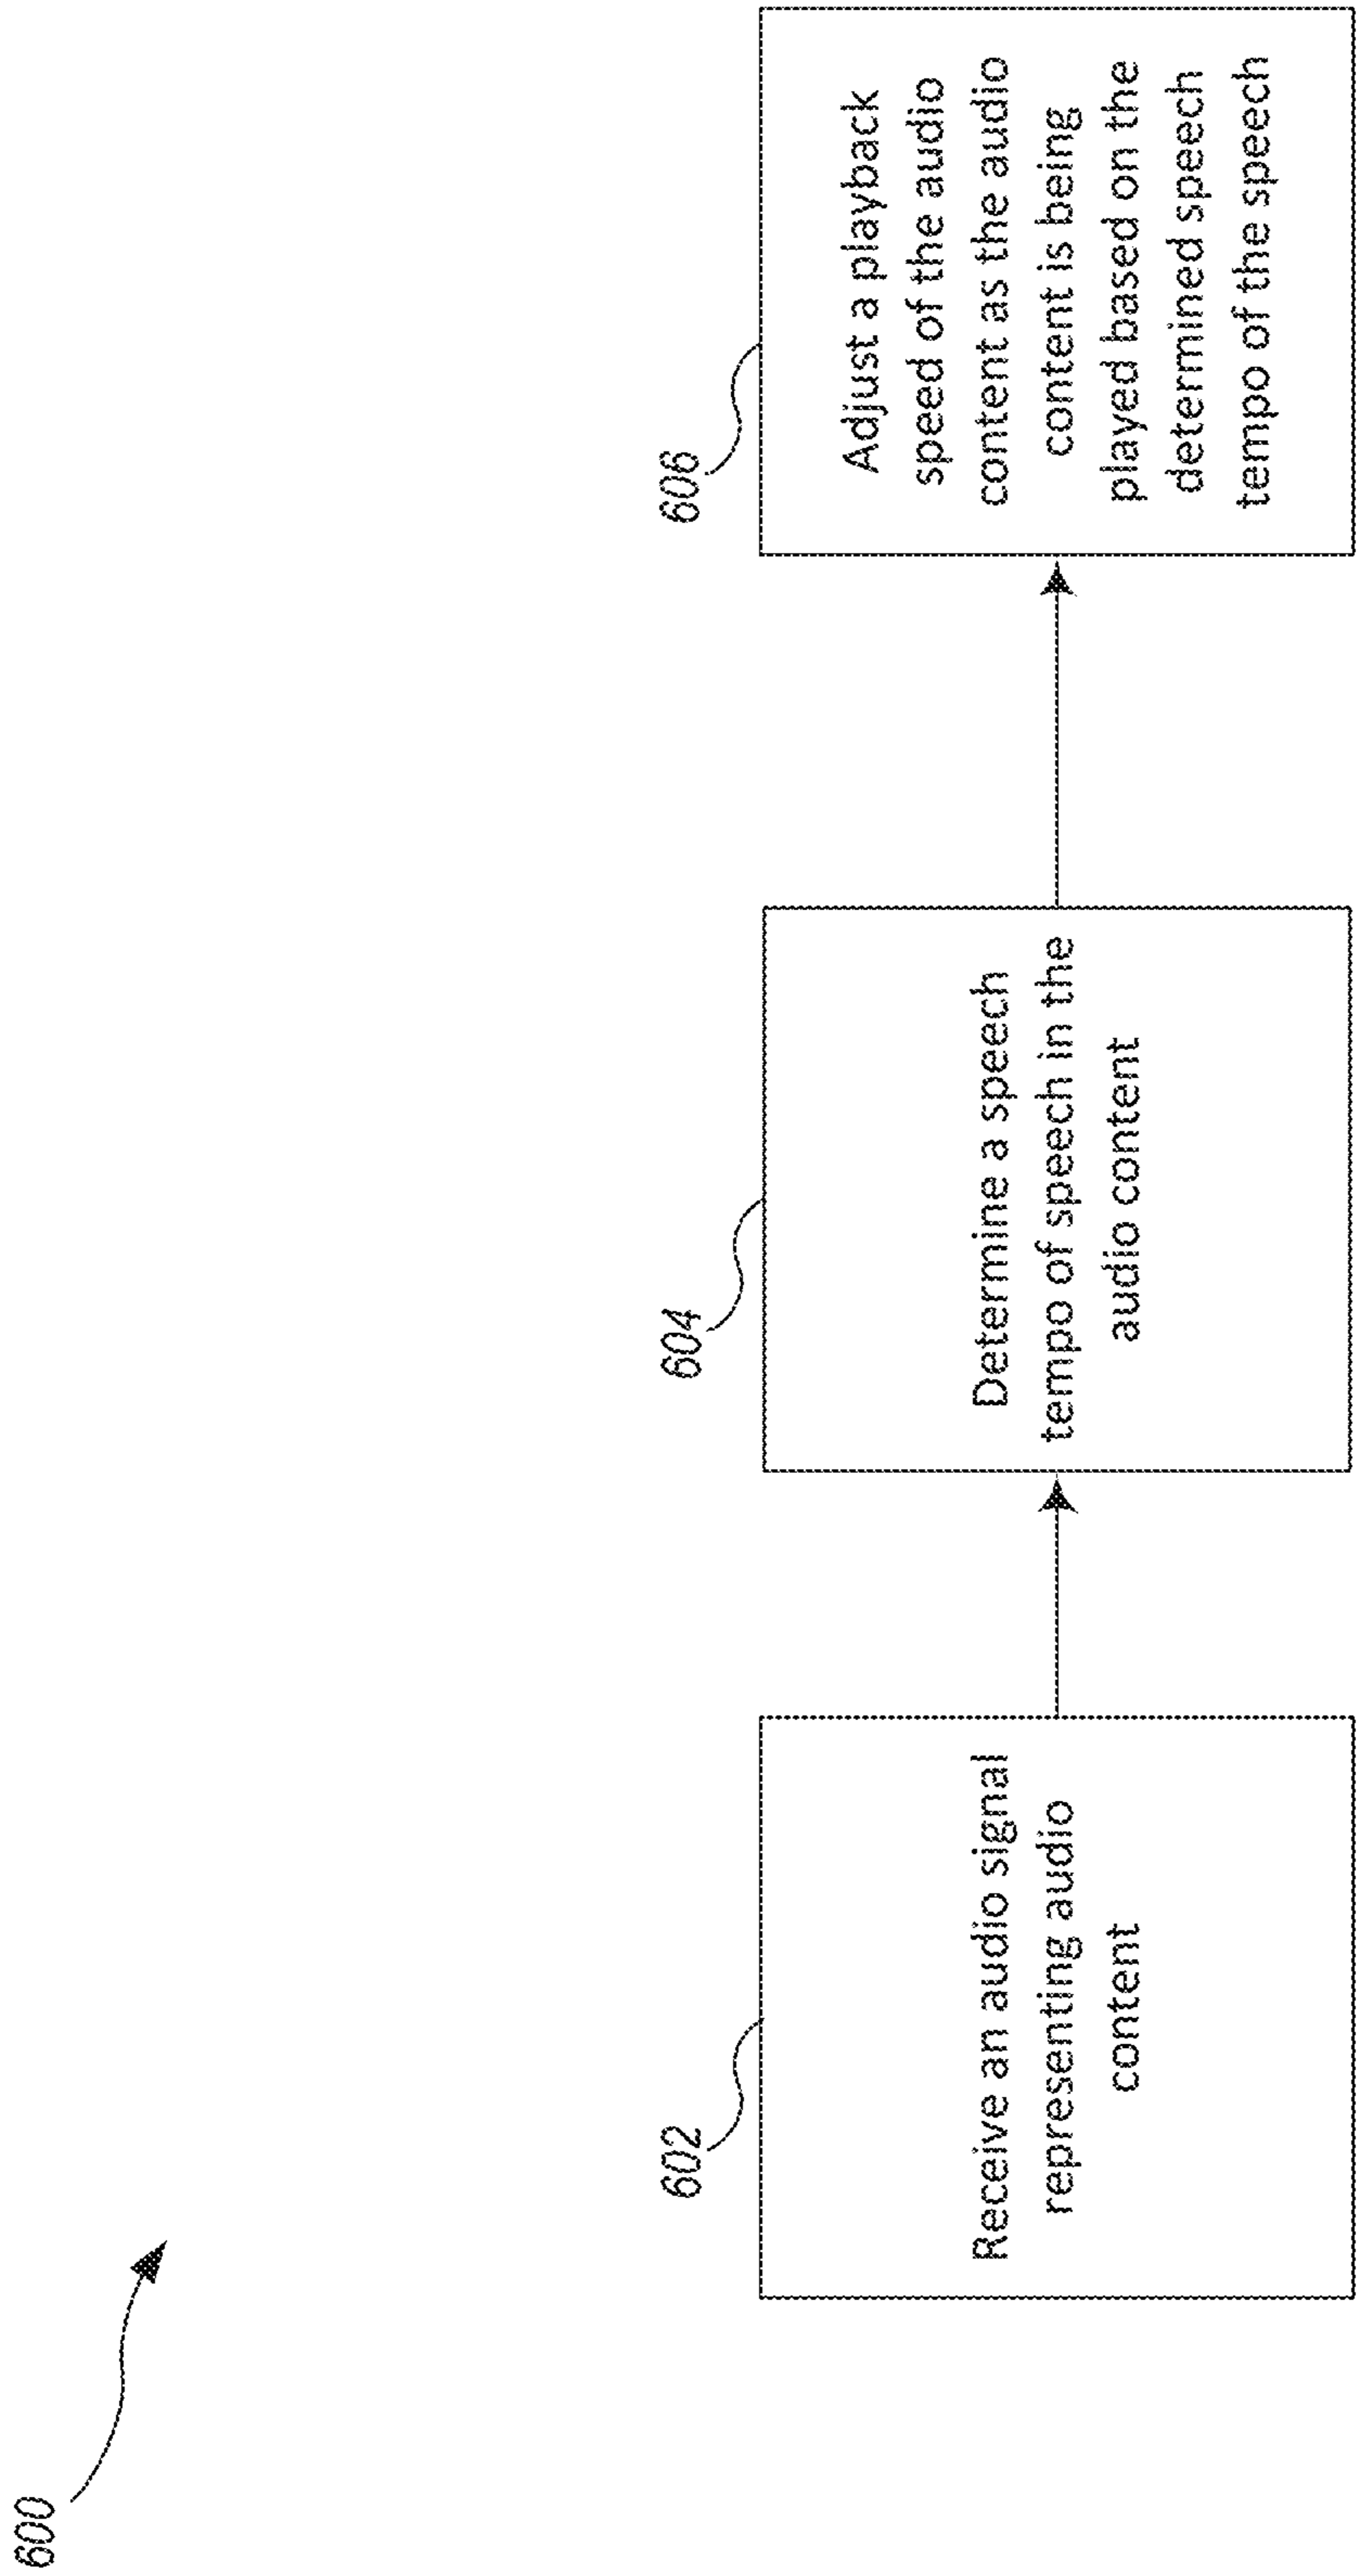 600
602
Receive an audio signal
representing audio
content
604
Determine a speech
tempo of speech in the
audio content
606
Adjust a playback
speed of the audio
content as the audio
content is being
played based on the
determined speech
tempo of the speech